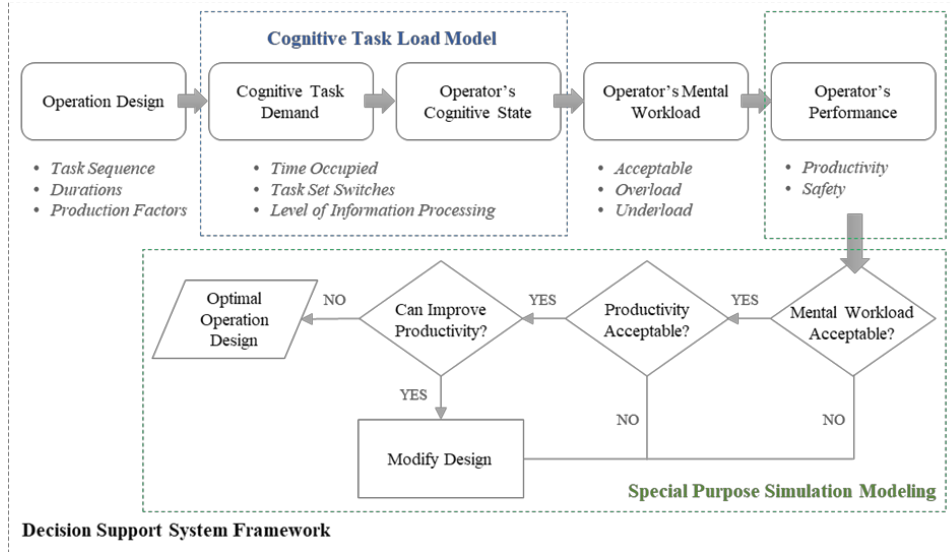 Cognitive Task Load Model
Operation Design
Cognitive Task
Demand
Operator's
Cognitive State
Operator's Mental
Workload
Operator's
Performance
• Task Sequence
• Durations
• Production Factors
• Time Occupied
• Task Set Switches
• Level of Information Processing
• Acceptable
• Overload
• Underload
• Productivity
• Safety
Optimal
Operation
Design
NO
Can Improve
Productivity?
YES
Productivity
Acceptable?
YES
Mental Workload
Acceptable?
YES
NO
NO
Modify Design
Special Purpose Simulation Modeling
Decision Support System Framework